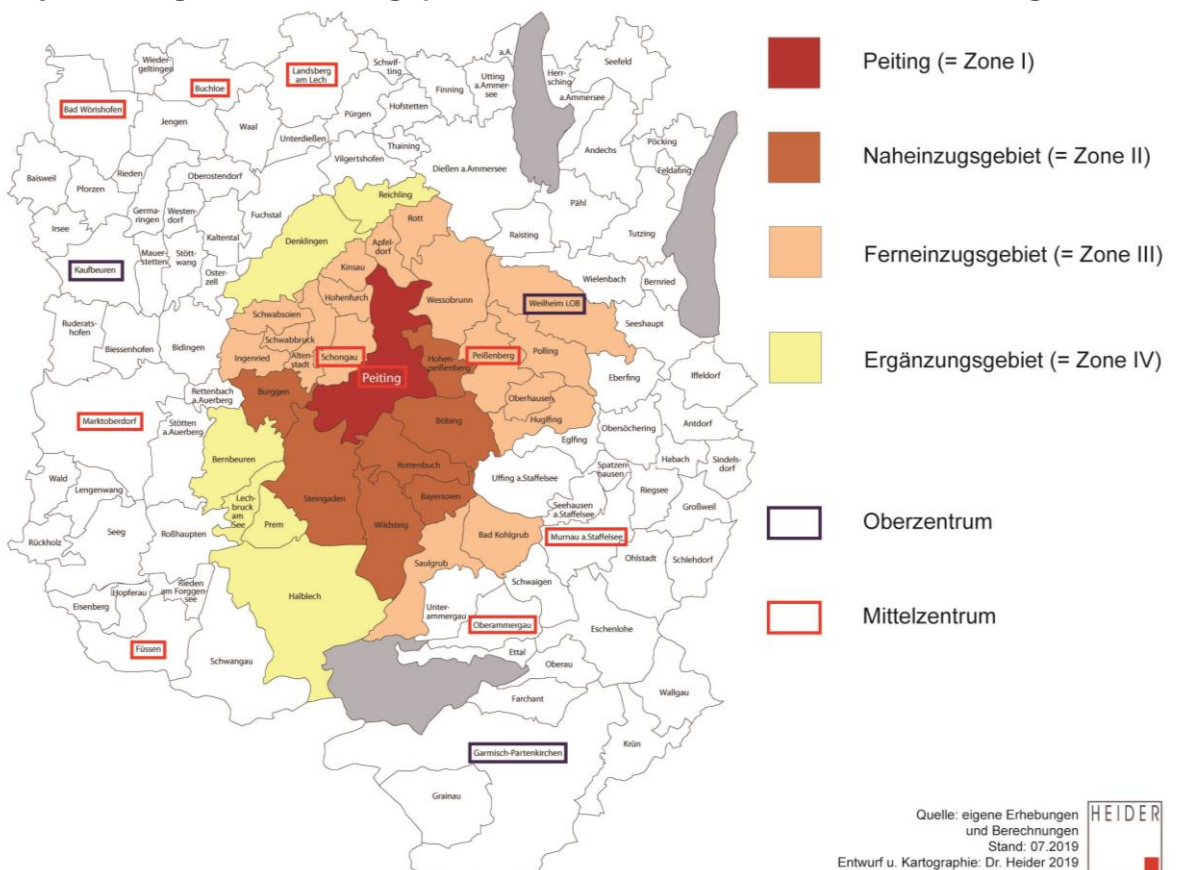 Wieder-
geltingen
Buchloe
Landsberg
am Lech
Schwif-
ting
Finning
a.A.
Utting
a.Ammer-
see
Herr-
sching
a.Ammersee
Seefeld
Bad Wörishofen
Jengen
Waal
Pürgen
Hofstetten
Unterdießen
Thaining
Vilgertshofen
Dießen a.Ammersee
Andechs
Pöcking
Feldafing
Baisweil
Pforzen
Rieden
Oberostendorf
Irsee
Germa-
ringen
Westen-
dorf
Fuchstal
Reichling
Denklingen
Rott
Raisting
Pähl
Tutzing
Kaufbeuren
Mauer-
stetten
Stött-
wang
Kaltental
Oster-
zell
Apfel-
dorf
Kinsau
Hohenfurch
Wessobrunn
Wielenbach
Bernried
Weilheim i.OB
Seeshaupt
Ruderats-
hofen
Biessenhofen
Bidingen
Schwabsoien
Schwabbruck
Ingenried
Alten-
stadt
Schongau
Peiting
Hohen-
peißenberg
Peißenberg
Polling
Oberhausen
Huglfing
Eberfing
Iffeldorf
Marktoberdorf
Rettenbach
a.Auerberg
Stötten
a.Auerberg
Burggen
Böbing
Eglfing
Obersöchering
Antdorf
Bernbeuren
Rottenbuch
Uffing a.Staffelsee
Spatzen-
hausen
Habach
Sindels-
dorf
Wald
Lengenwang
Lech-
bruck
am
See
Prem
Steingaden
Wildsteig
Bayersoien
Seehausen
a.Staffelsee
Riegsee
Großweil
Rückholz
Seeg
Roßhaupten
Bad Kohlgrub
Murnau a.Staffelsee
Ohlstadt
Schlehdorf
Saulgrub
Schwaigen
Eisenberg
Hopferau
Rieden
am Forggen-
see
Halblech
Unter-
ammergau
Oberammergau
Eschenlohe
Füssen
Schwangau
Ettal
Oberau
Farchant
Wallgau
Garmisch-Partenkirchen
Krün
Grainau
Peiting (= Zone I)
Naheinzugsgebiet (= Zone II)
Ferneinzugsgebiet (= Zone III)
Ergänzungsgebiet (= Zone IV)
Oberzentrum
Mittelzentrum
Quelle: eigene Erhebungen
und Berechnungen
Stand: 07.2019
Entwurf u. Kartographie: Dr. Heider 2019
HEIDER